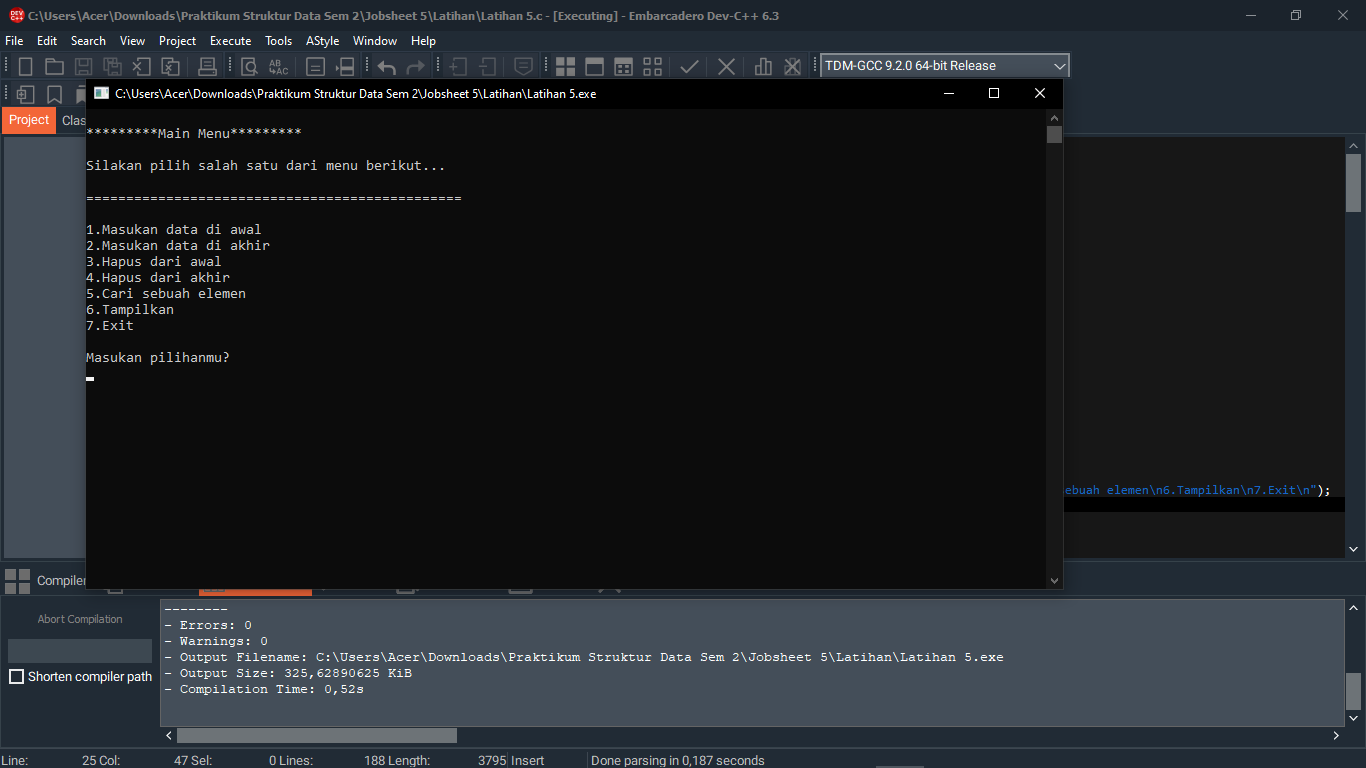 C:\Users\Acer\Downloads\Praktikum Struktur Data Sem 2\Jobsheet 5\Latihan\Latihan 5.c - [Executing] - Embarcadero Dev-C++ 6.3
File Edit Search View Project Execute Tools AStyle Window Help
TDM-GCC 9.2.0 64-bit Release
C:\Users\Acer\Downloads\Praktikum Struktur Data Sem 2\Jobsheet 5\Latihan\Latihan 5.exe
Project Clas
*********Main Menu*********
Silakan pilih salah satu dari menu berikut...
===============================================
1.Masukan data di awal
2.Masukan data di akhir
3.Hapus dari awal
4.Hapus dari akhir
5.Cari sebuah elemen
6.Tampilkan
7.Exit
Masukan pilihanmu?
ebuah elemen\n6.Tampilkan\n7.Exit\n");
Compiler
Abort Compilation
Shorten compiler path
--------
- Errors: 0
- Warnings: 0
- Output Filename: C:\Users\Acer\Downloads\Praktikum Struktur Data Sem 2\Jobsheet 5\Latihan\Latihan 5.exe
- Output Size: 325,62890625 KiB
- Compilation Time: 0,52s
Line: 25 Col: 47 Sel: 0 Lines: 188 Length: 3795 Insert Done parsing in 0,187 seconds